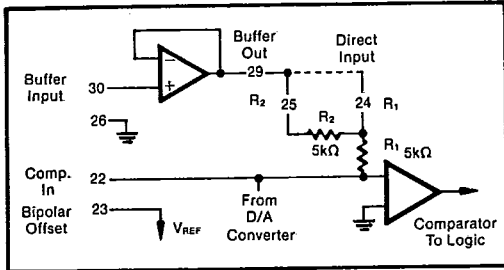 Buffer
Out
Direct
Input
Buffer
Input
30
−
+
29
R₂
25
24
R₁
26
R₂
5kΩ
R₁
5kΩ
Comp.
In
22
Bipolar
Offset
23
V_REF
From
D/A
Converter
Comparator
To Logic